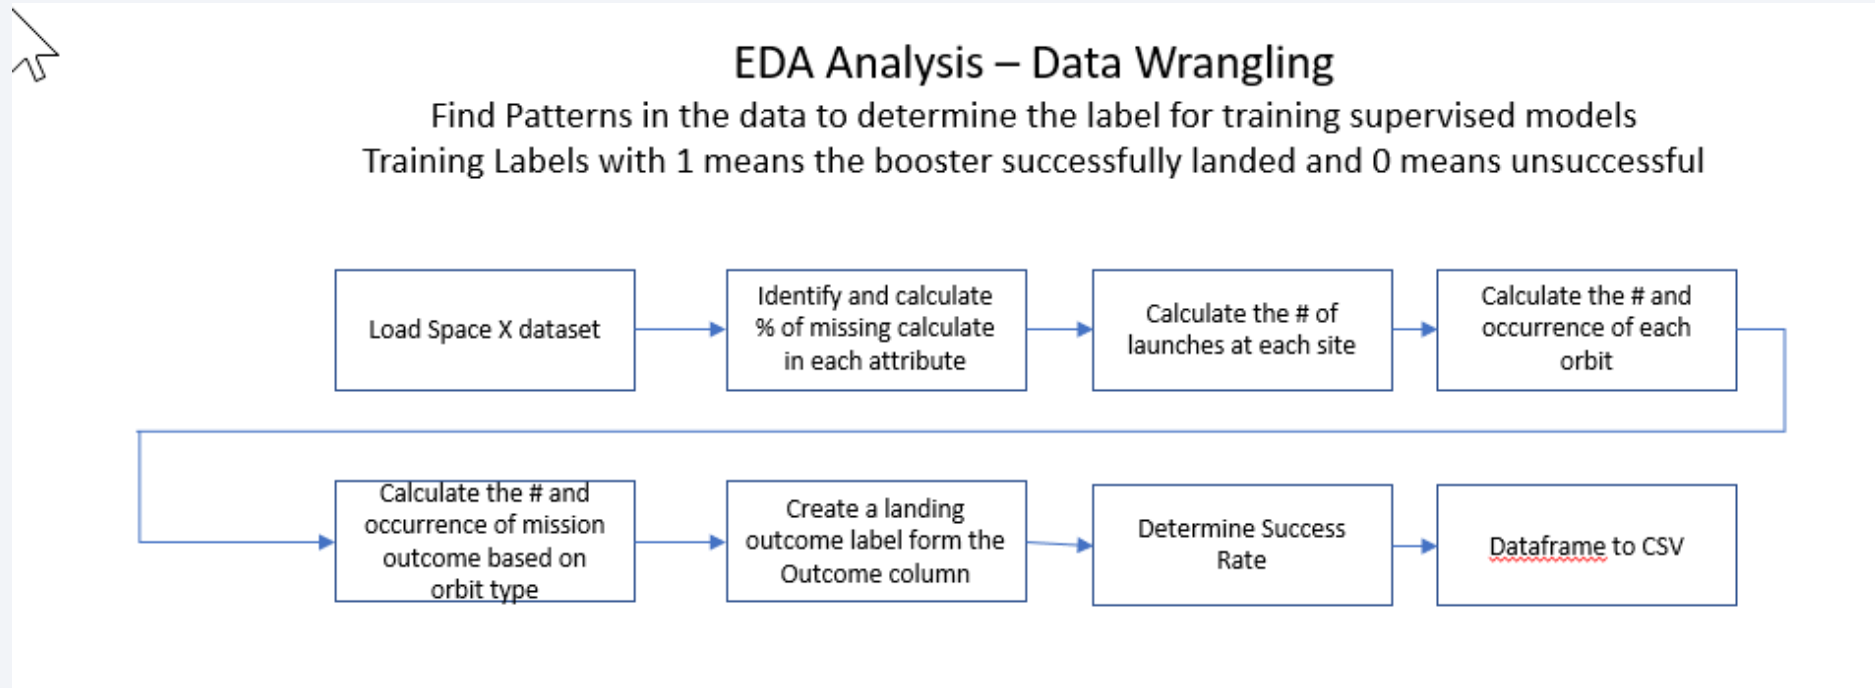 EDA Analysis – Data Wrangling
Find Patterns in the data to determine the label for training supervised models
Training Labels with 1 means the booster successfully landed and 0 means unsuccessful
Load Space X dataset
Identify and calculate
% of missing calculate
in each attribute
Calculate the # of
launches at each site
Calculate the # and
occurrence of each
orbit
Calculate the # and
occurrence of mission
outcome based on
orbit type
Create a landing
outcome label form the
Outcome column
Determine Success
Rate
Dataframe to CSV